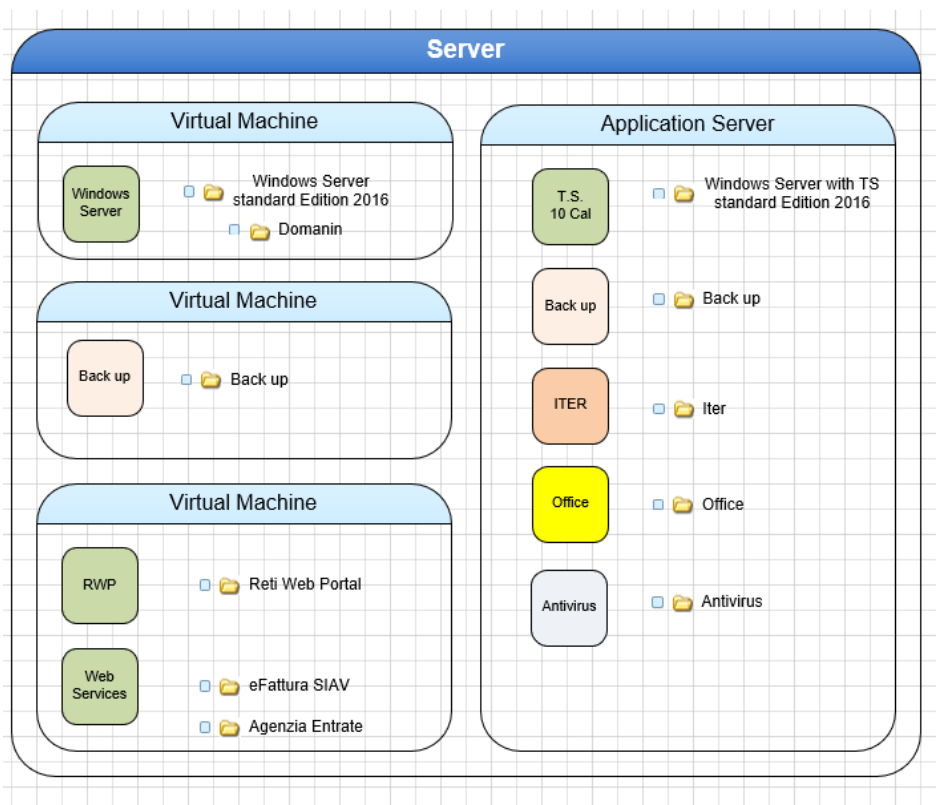 Server
Virtual Machine
Windows
Server
Windows Server
standard Edition 2016
Domanin
Virtual Machine
Back up
Back up
Virtual Machine
RWP
Reti Web Portal
Web
Services
eFattura SIAV
Agenzia Entrate
Application Server
T.S.
10 Cal
Windows Server with TS
standard Edition 2016
Back up
Back up
ITER
Iter
Office
Office
Antivirus
Antivirus